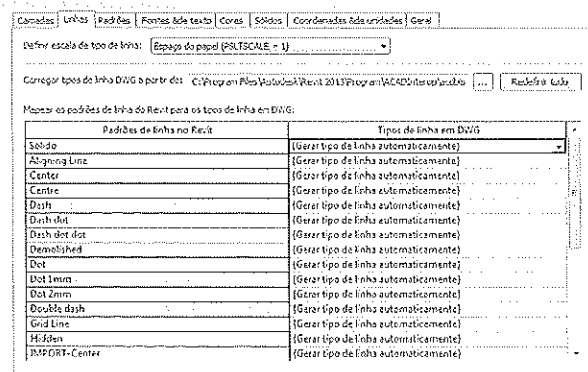 Camadas Linhas Padrões Fontes de texto Cores Sólidos Coordenadas de unidades Geral
Definir escala de tipo de linha: Espaço do papel (PSLTSCALE = 1)
Carregar tipos de linha DWG a partir de: C:\Program Files\Autodesk\Revit 2013\Program\ACADInterop\ ... Redefinir tudo
Mapear os padrões de linha do Revit para os tipos de linha em DWG:
Padrões de linha no Revit Tipos de linha em DWG
Sólido {Gerar tipo de linha automaticamente}
Aligning Line {Gerar tipo de linha automaticamente}
Center {Gerar tipo de linha automaticamente}
Centre {Gerar tipo de linha automaticamente}
Dash {Gerar tipo de linha automaticamente}
Dash dot {Gerar tipo de linha automaticamente}
Dash dot dot {Gerar tipo de linha automaticamente}
Demolished {Gerar tipo de linha automaticamente}
Dot {Gerar tipo de linha automaticamente}
Dot 1mm {Gerar tipo de linha automaticamente}
Dot 2mm {Gerar tipo de linha automaticamente}
Double dash {Gerar tipo de linha automaticamente}
Grid Line {Gerar tipo de linha automaticamente}
Hidden {Gerar tipo de linha automaticamente}
IMPORT-Center {Gerar tipo de linha automaticamente}